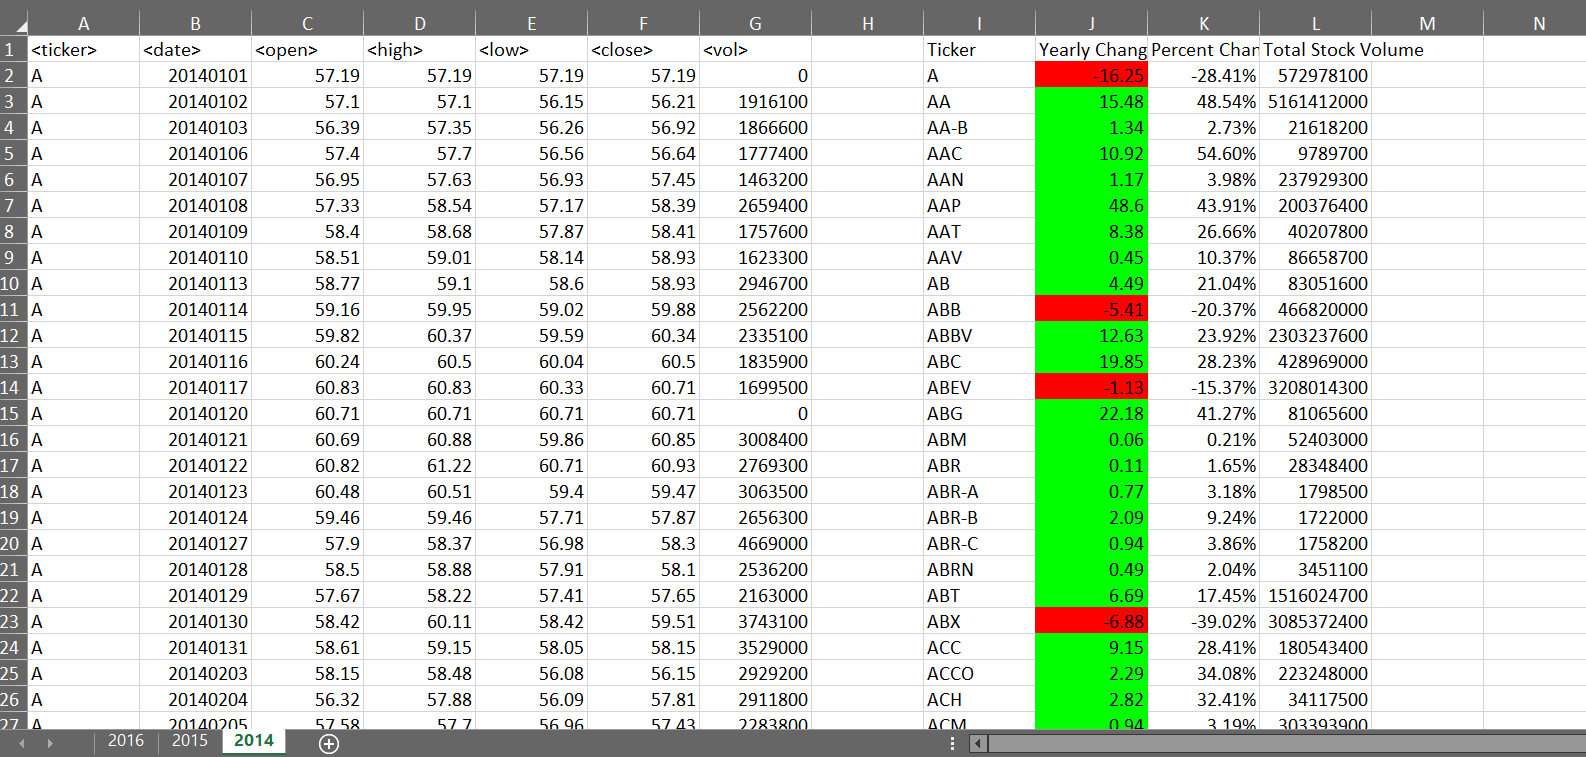 A B C D E F G H I J K L M N
1 <ticker> <date> <open> <high> <low> <close> <vol> Ticker Yearly Chang Percent Chan Total Stock Volume
2 A 20140101 57.19 57.19 57.19 57.19 0 A -16.25 -28.41% 572978100
3 A 20140102 57.1 57.1 56.15 56.21 1916100 AA 15.48 48.54% 5161412000
4 A 20140103 56.39 57.35 56.26 56.92 1866600 AA-B 1.34 2.73% 21618200
5 A 20140106 57.4 57.7 56.56 56.64 1777400 AAC 10.92 54.60% 9789700
6 A 20140107 56.95 57.63 56.93 57.45 1463200 AAN 1.17 3.98% 237929300
7 A 20140108 57.33 58.54 57.17 58.39 2659400 AAP 48.6 43.91% 200376400
8 A 20140109 58.4 58.68 57.87 58.41 1757600 AAT 8.38 26.66% 40207800
9 A 20140110 58.51 59.01 58.14 58.93 1623300 AAV 0.45 10.37% 86658700
10 A 20140113 58.77 59.1 58.6 58.93 2946700 AB 4.49 21.04% 83051600
11 A 20140114 59.16 59.95 59.02 59.88 2562200 ABB -5.41 -20.37% 466820000
12 A 20140115 59.82 60.37 59.59 60.34 2335100 ABBV 12.63 23.92% 2303237600
13 A 20140116 60.24 60.5 60.04 60.5 1835900 ABC 19.85 28.23% 428969000
14 A 20140117 60.83 60.83 60.33 60.71 1699500 ABEV -1.13 -15.37% 3208014300
15 A 20140120 60.71 60.71 60.71 60.71 0 ABG 22.18 41.27% 81065600
16 A 20140121 60.69 60.88 59.86 60.85 3008400 ABM 0.06 0.21% 52403000
17 A 20140122 60.82 61.22 60.71 60.93 2769300 ABR 0.11 1.65% 28348400
18 A 20140123 60.48 60.51 59.4 59.47 3063500 ABR-A 0.77 3.18% 1798500
19 A 20140124 59.46 59.46 57.71 57.87 2656300 ABR-B 2.09 9.24% 1722000
20 A 20140127 57.9 58.37 56.98 58.3 4669000 ABR-C 0.94 3.86% 1758200
21 A 20140128 58.5 58.88 57.91 58.1 2536200 ABRN 0.49 2.04% 3451100
22 A 20140129 57.67 58.22 57.41 57.65 2163000 ABT 6.69 17.45% 1516024700
23 A 20140130 58.42 60.11 58.42 59.51 3743100 ABX -6.88 -39.02% 3085372400
24 A 20140131 58.61 59.15 58.05 58.15 3529000 ACC 9.15 28.41% 180543400
25 A 20140203 58.15 58.48 56.08 56.15 2929200 ACCO 2.29 34.08% 223248000
26 A 20140204 56.32 57.88 56.09 57.81 2911800 ACH 2.82 32.41% 34117500
27 A 20140205 57.58 57.7 56.96 57.43 2283800 ACM 0.94 3.19% 303393900
2016 2015 2014